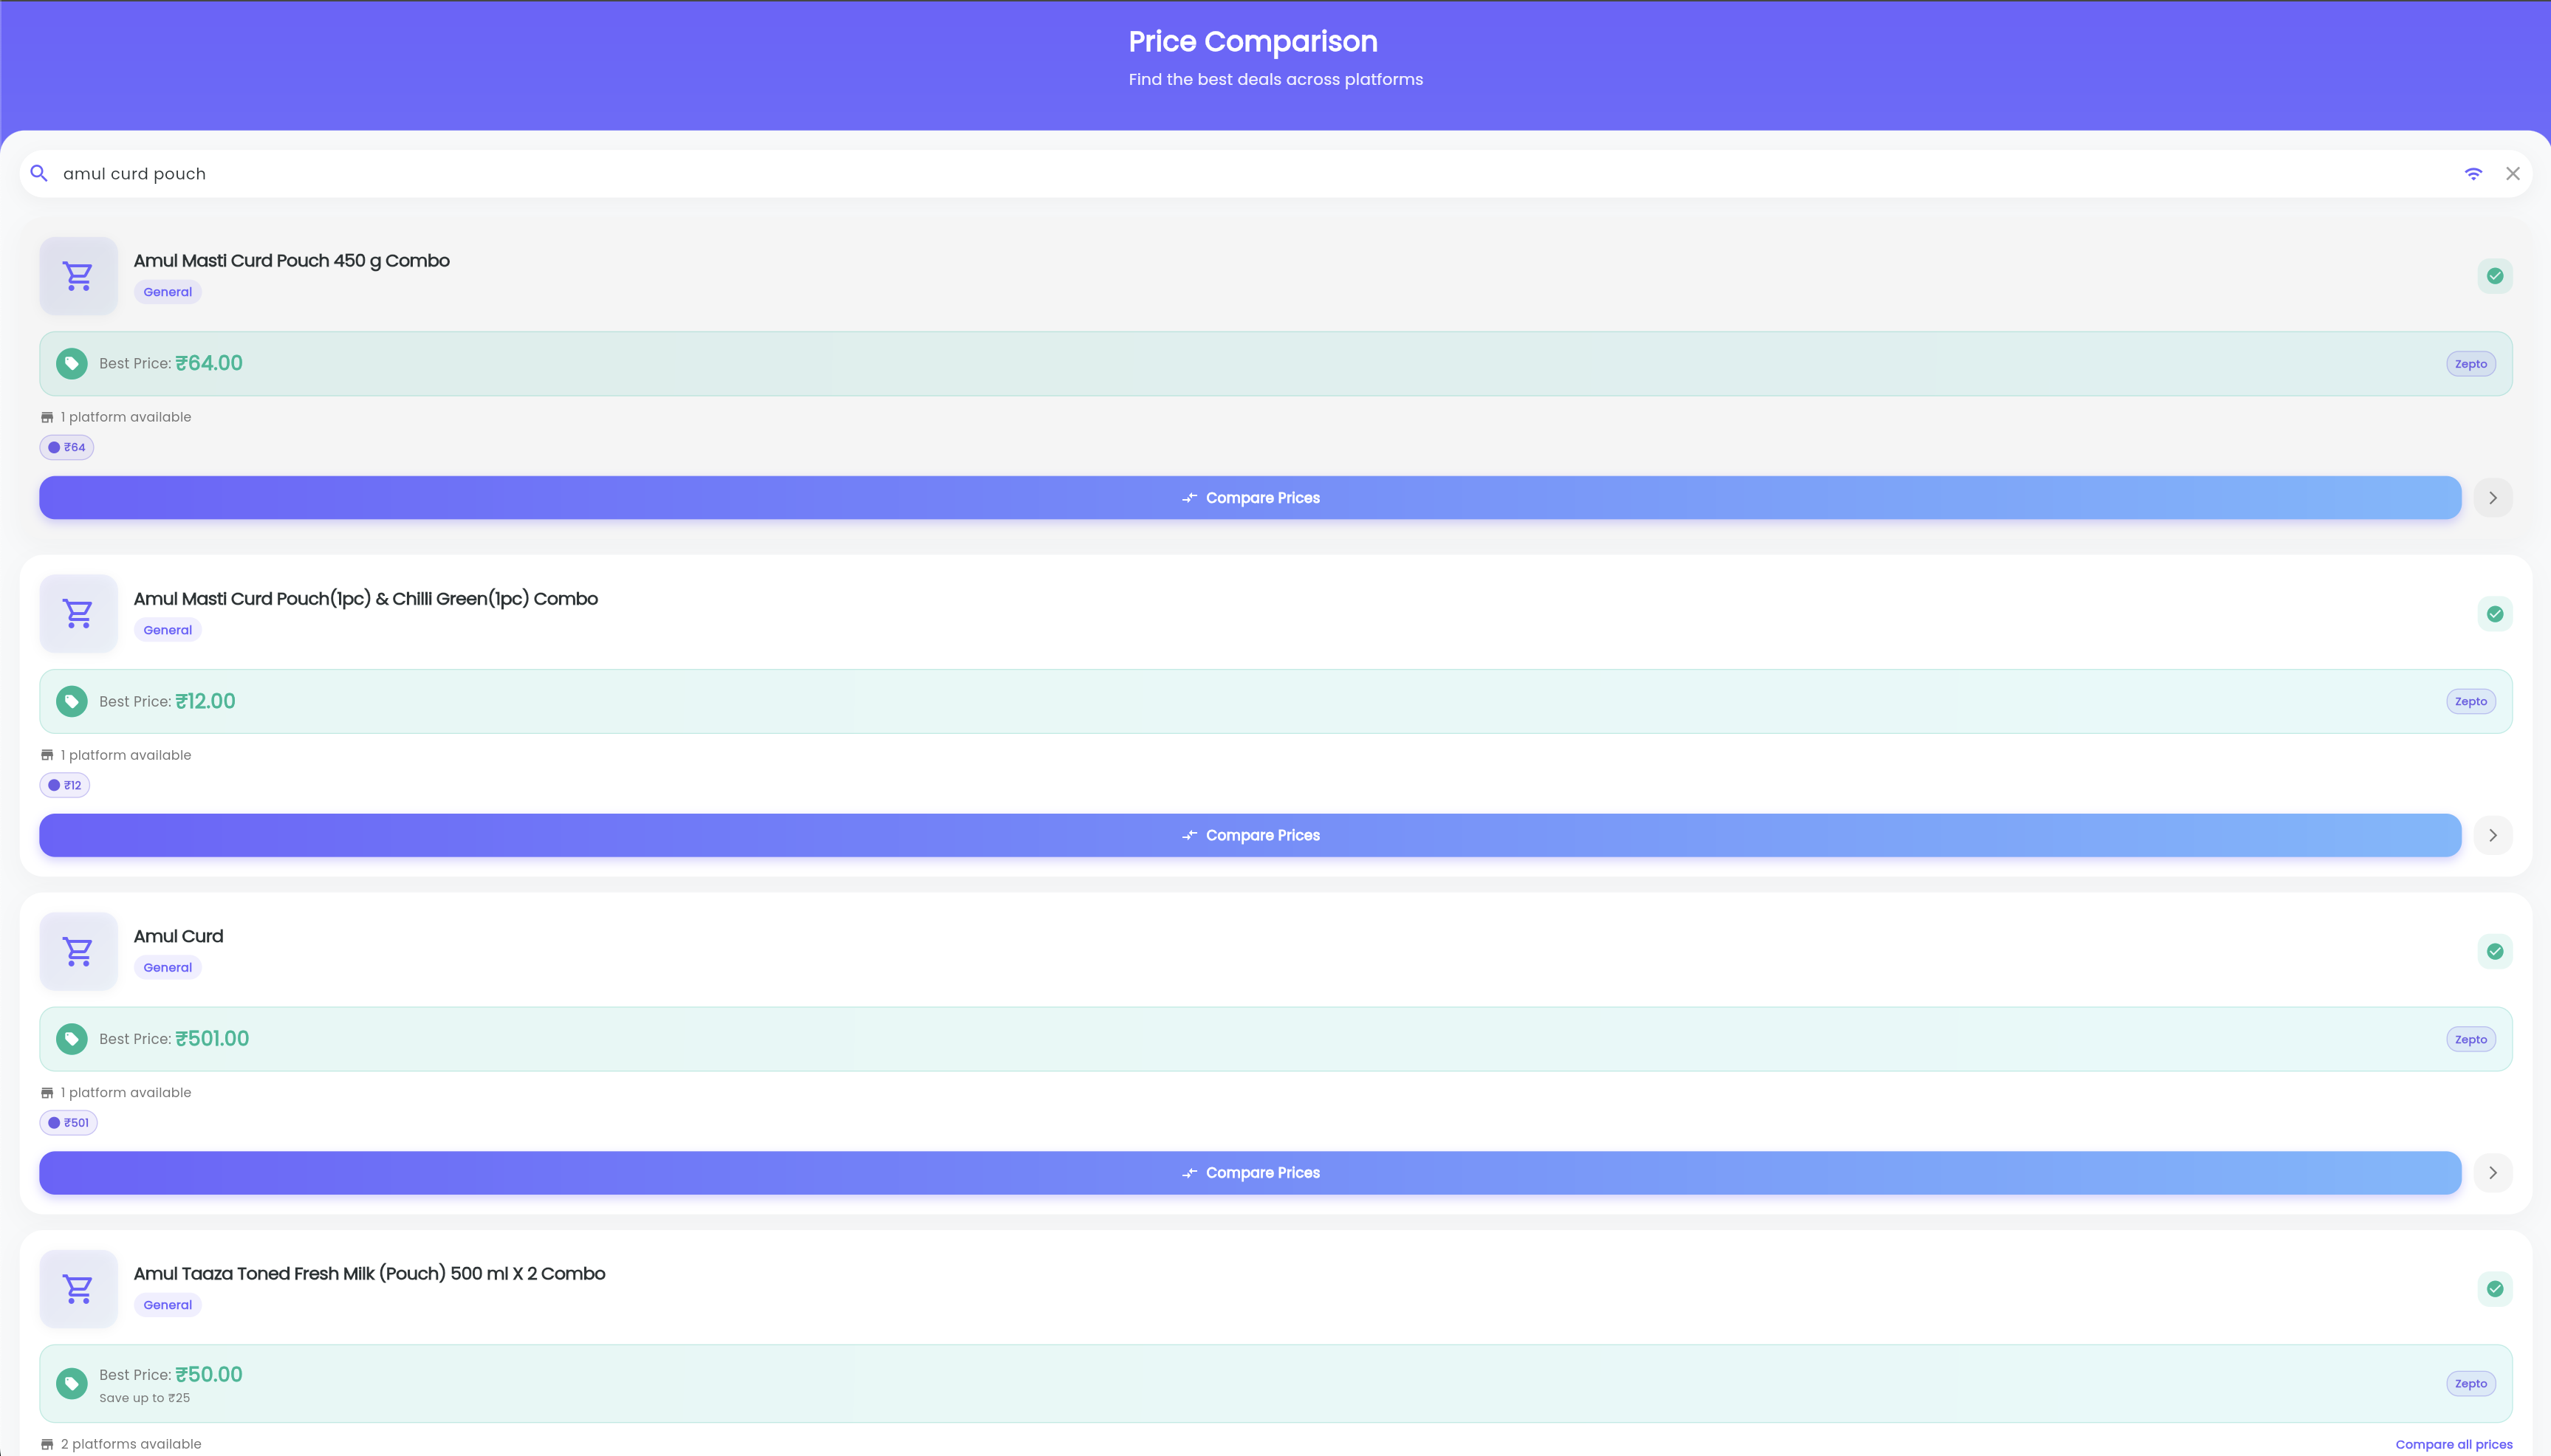 Price Comparison
Find the best deals across platforms
amul curd pouch
Amul Masti Curd Pouch 450 g Combo
General
Best Price: ₹64.00
Zepto
1 platform available
₹64
Compare Prices
Amul Masti Curd Pouch(1pc) & Chilli Green(1pc) Combo
General
Best Price: ₹12.00
Zepto
1 platform available
₹12
Compare Prices
Amul Curd
General
Best Price: ₹501.00
Zepto
1 platform available
₹501
Compare Prices
Amul Taaza Toned Fresh Milk (Pouch) 500 ml X 2 Combo
General
Best Price: ₹50.00
Save up to ₹25
Zepto
2 platforms available
Compare all prices